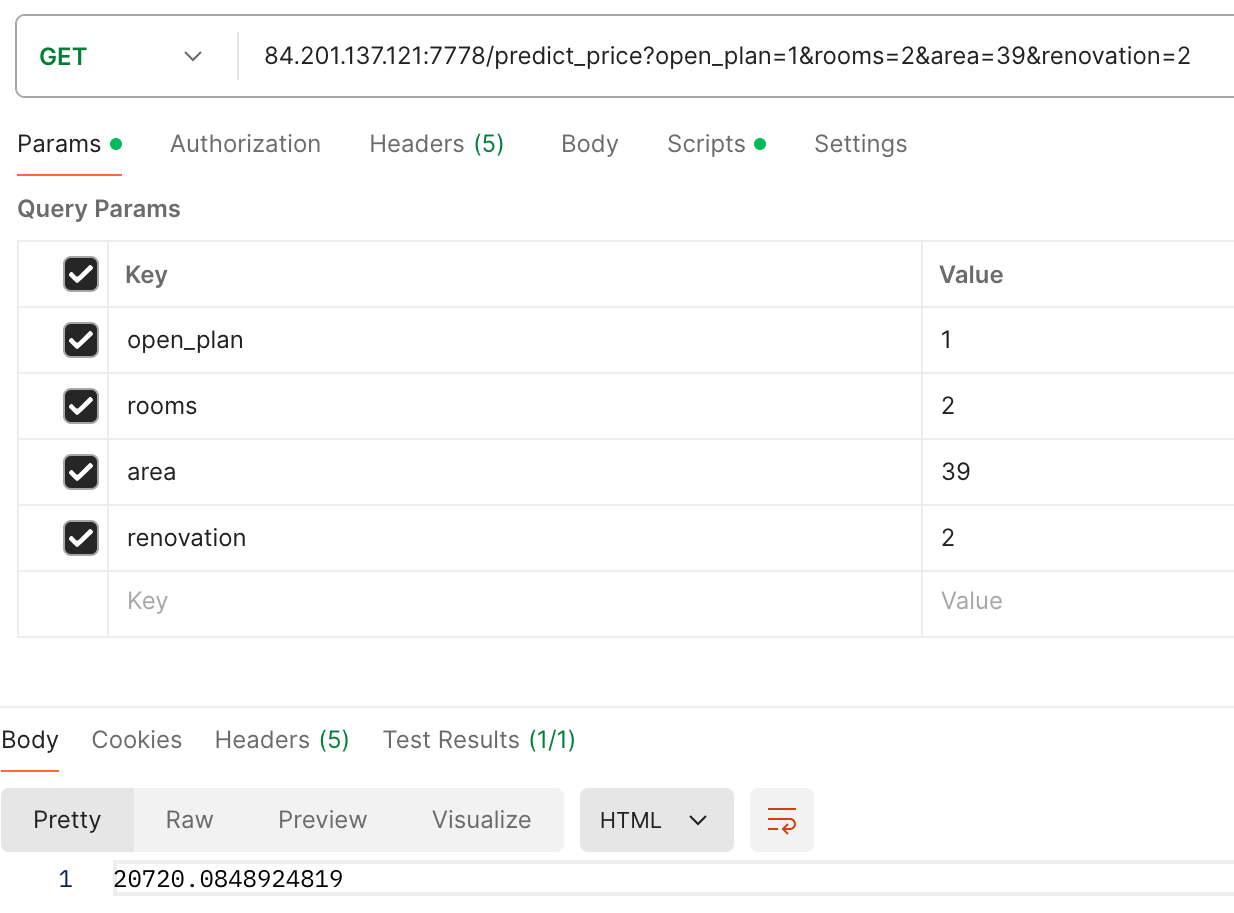 GET 84.201.137.121:7778/predict_price?open_plan=1&rooms=2&area=39&renovation=2
Params Authorization Headers (5) Body Scripts Settings
Query Params
Key Value
open_plan 1
rooms 2
area 39
renovation 2
Key Value
Body Cookies Headers (5) Test Results (1/1)
Pretty Raw Preview Visualize HTML
1 20720.0848924819